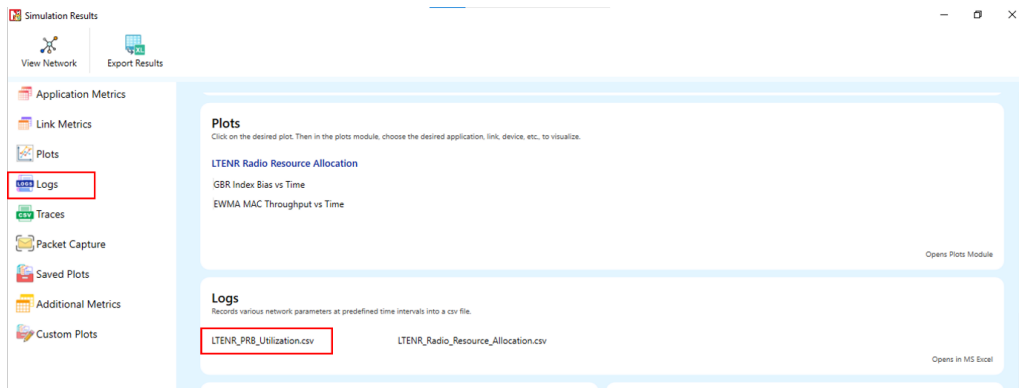 Simulation Results
View Network
Export Results
Application Metrics
Link Metrics
Plots
Logs
Traces
Packet Capture
Saved Plots
Additional Metrics
Custom Plots
Plots
Click on the desired plot. Then in the plots module, choose the desired application, link, device, etc., to visualize.
LTENR Radio Resource Allocation
GBR Index Bias vs Time
EWMA MAC Throughput vs Time
Opens Plots Module
Logs
Records various network parameters at predefined time intervals into a csv file.
LTENR_PRB_Utilization.csv
LTENR_Radio_Resource_Allocation.csv
Opens in MS Excel